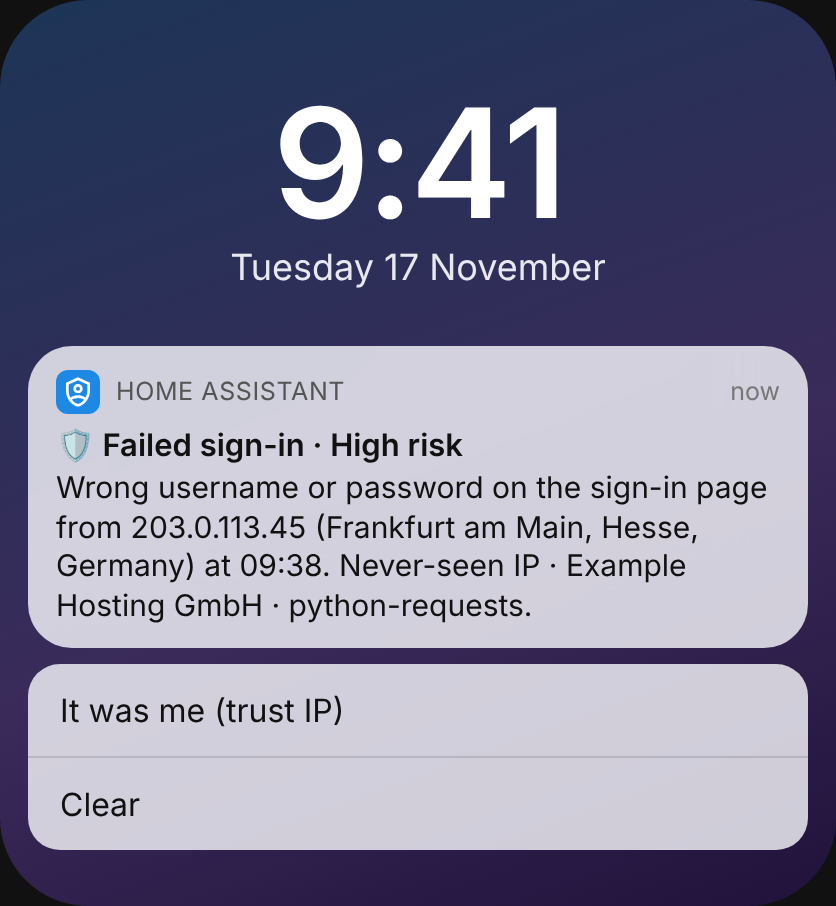 9:41
Tuesday 17 November
HOME ASSISTANT now
🛡️ Failed sign-in · High risk
Wrong username or password on the sign-in page
from 203.0.113.45 (Frankfurt am Main, Hesse,
Germany) at 09:38. Never-seen IP · Example
Hosting GmbH · python-requests.
It was me (trust IP)
Clear